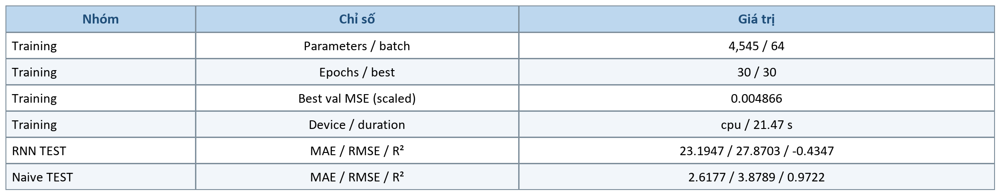 Nhóm Chỉ số Giá trị
Training Parameters / batch 4,545 / 64
Training Epochs / best 30 / 30
Training Best val MSE (scaled) 0.004866
Training Device / duration cpu / 21.47 s
RNN TEST MAE / RMSE / R² 23.1947 / 27.8703 / -0.4347
Naive TEST MAE / RMSE / R² 2.6177 / 3.8789 / 0.9722